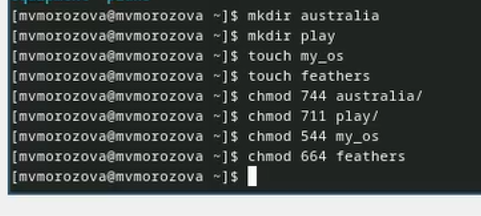 [mvmorozova@mvmorozova ~]$ mkdir australia
[mvmorozova@mvmorozova ~]$ mkdir play
[mvmorozova@mvmorozova ~]$ touch my_os
[mvmorozova@mvmorozova ~]$ touch feathers
[mvmorozova@mvmorozova ~]$ chmod 744 australia/
[mvmorozova@mvmorozova ~]$ chmod 711 play/
[mvmorozova@mvmorozova ~]$ chmod 544 my_os
[mvmorozova@mvmorozova ~]$ chmod 664 feathers
[mvmorozova@mvmorozova ~]$